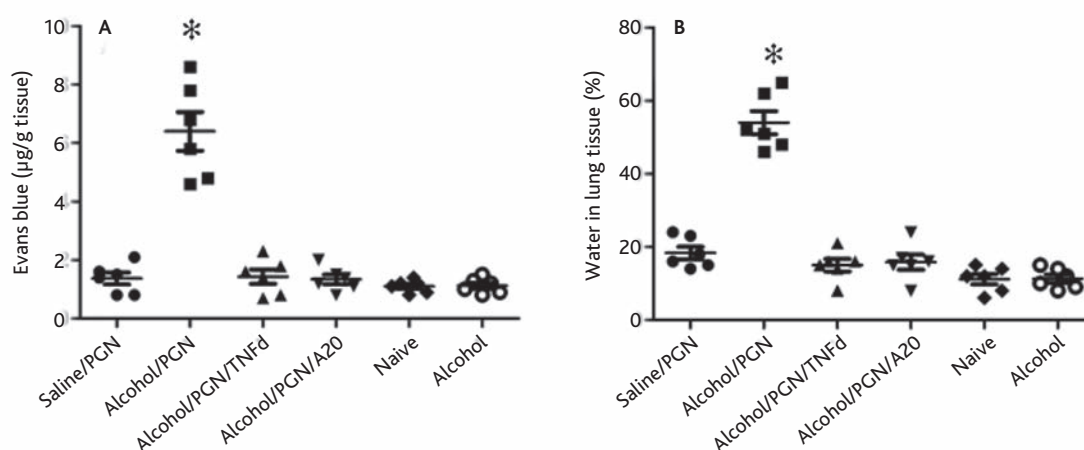 A
*
10
8
6
4
2
0
Evans blue (µg/g tissue)
Saline/PGN
Alcohol/PGN
Alcohol/PGN/TNFd
Alcohol/PGN/A20
Naive
Alcohol
B
*
80
60
40
20
0
Water in lung tissue (%)
Saline/PGN
Alcohol/PGN
Alcohol/PGN/TNFd
Alcohol/PGN/A20
Naive
Alcohol